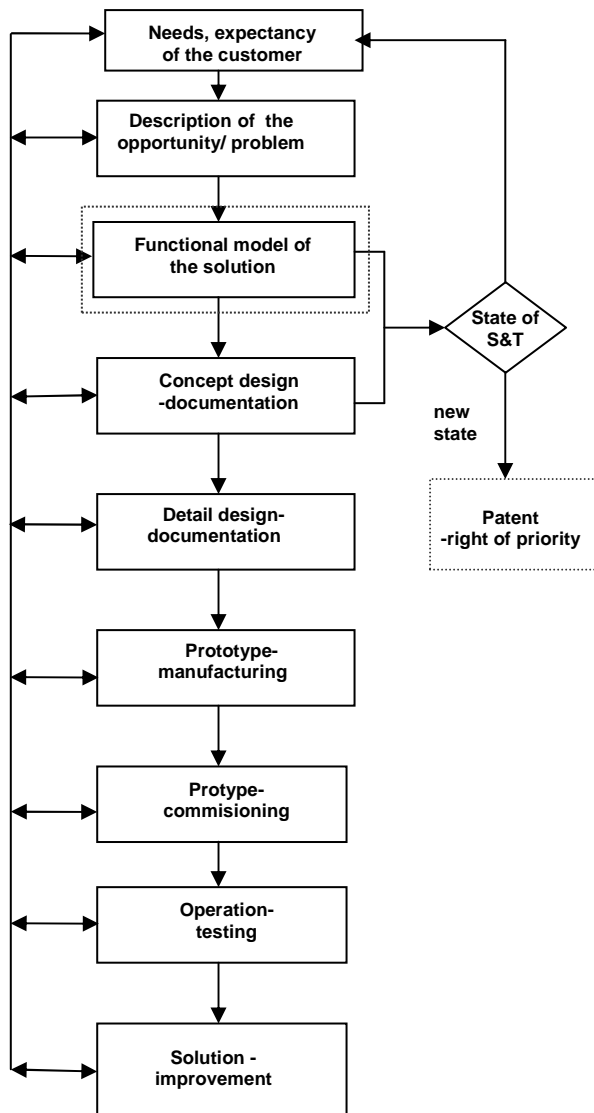 Needs, expectancy
of the customer
Description of the
opportunity/ problem
Functional model of
the solution
State of
S&T
Concept design
-documentation
new
state
Detail design-
documentation
Patent
-right of priority
Prototype-
manufacturing
Protype-
commisioning
Operation-
testing
Solution -
improvement